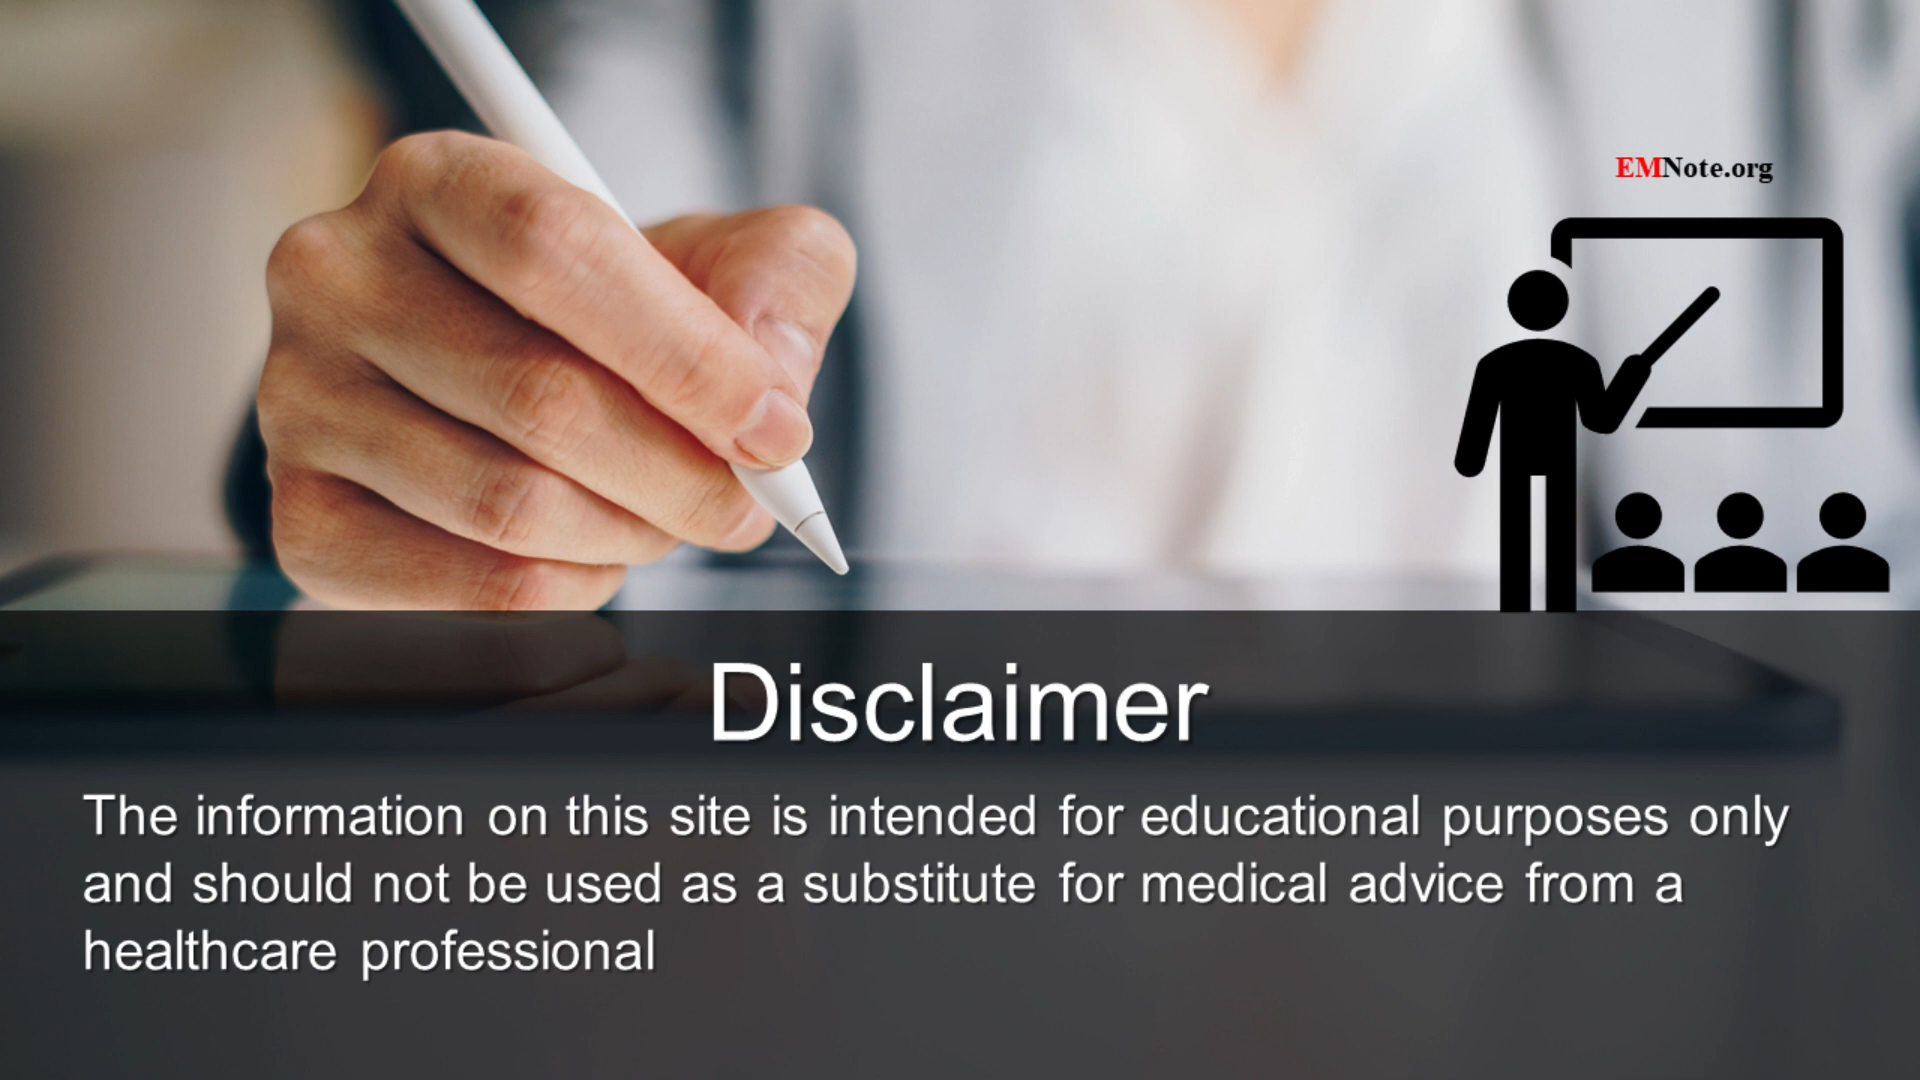 EMNote.org
Disclaimer
The information on this site is intended for educational purposes only
and should not be used as a substitute for medical advice from a
healthcare professional